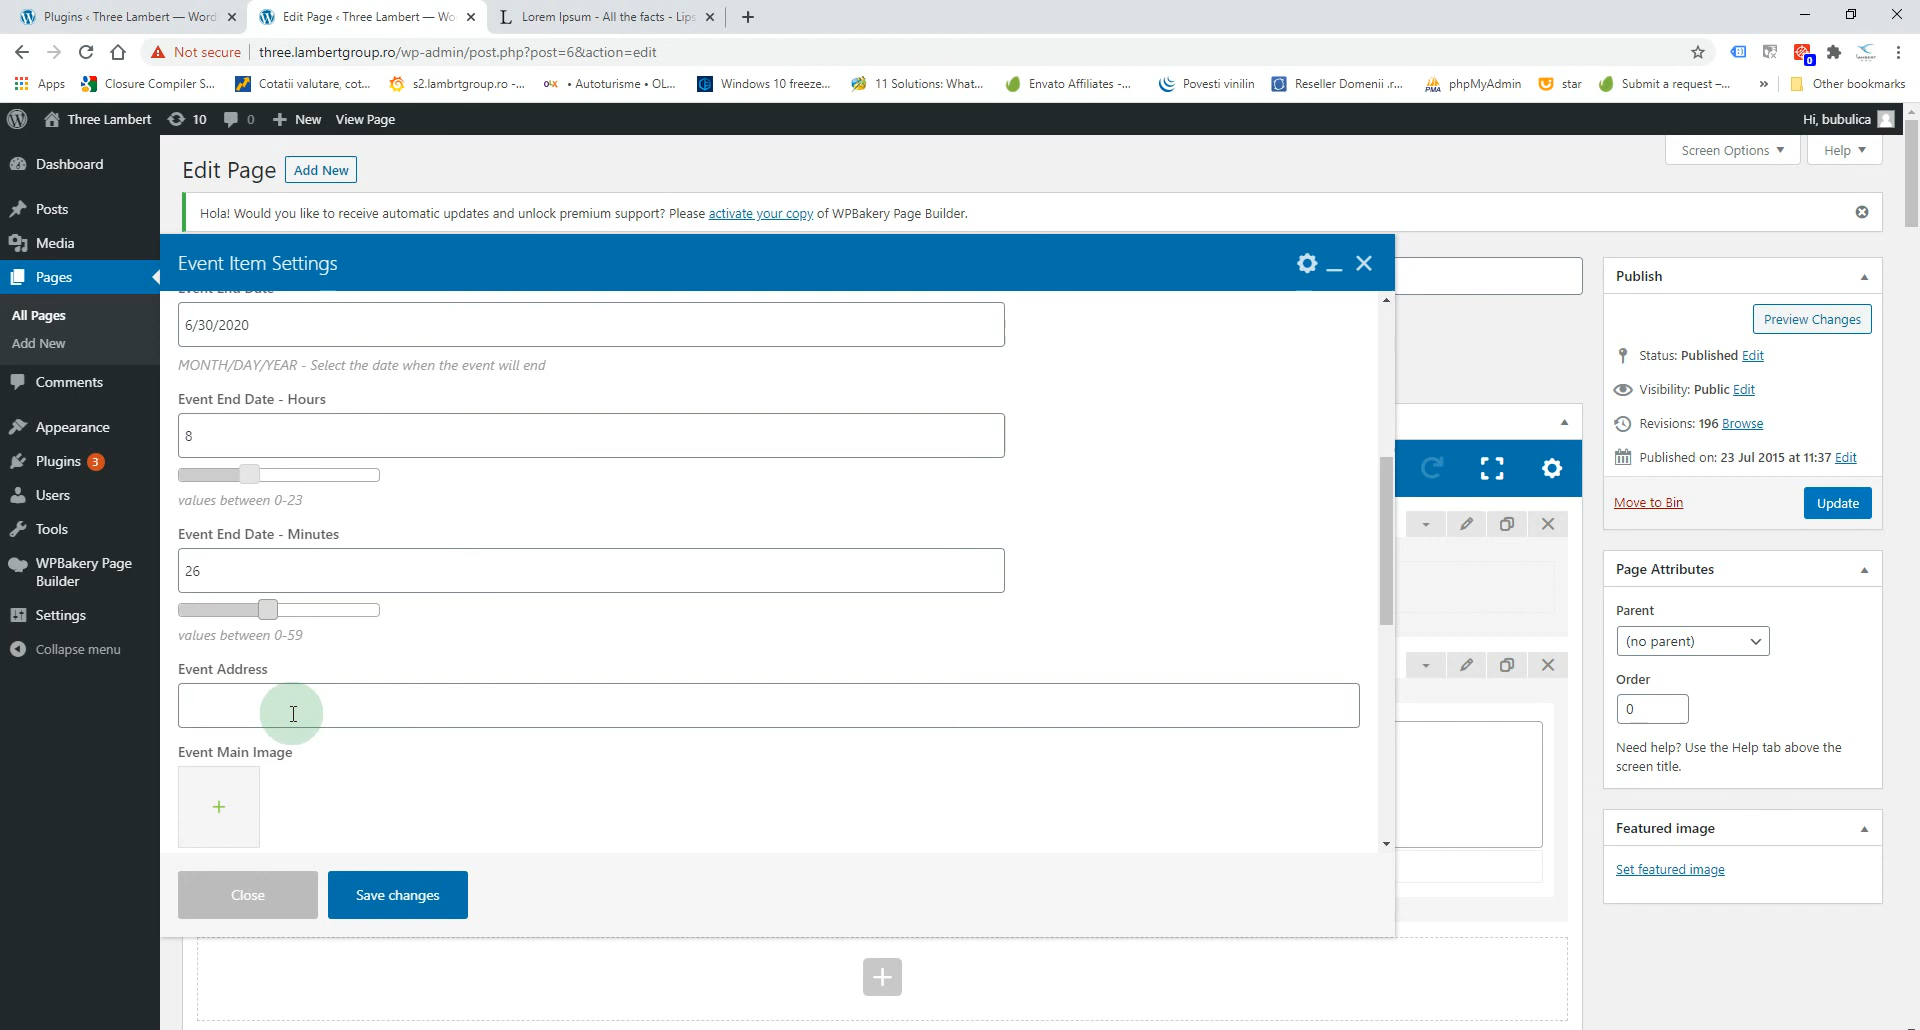 Plugins ‹ Three Lambert — Word
Edit Page ‹ Three Lambert — Wo
Lorem Ipsum - All the facts - Lips
Not secure
three.lambertgroup.ro/wp-admin/post.php?post=6&action=edit
Apps
Closure Compiler S...
Cotatii valutare, cot...
s2.lambrtgroup.ro -...
• Autoturisme • OL...
Windows 10 freeze...
11 Solutions: What...
Envato Affiliates -...
Povesti vinilin
Reseller Domenii .r...
phpMyAdmin
star
Submit a request –...
»
Other bookmarks
Three Lambert
10
0
New
View Page
Hi, bubulica
Dashboard
Posts
Media
Pages
All Pages
Add New
Comments
Appearance
Plugins 3
Users
Tools
WPBakery Page
Builder
Settings
Collapse menu
Edit Page
Add New
Screen Options
Help
Hola! Would you like to receive automatic updates and unlock premium support? Please activate your copy of WPBakery Page Builder.
Event Item Settings
Event End Date
6/30/2020
MONTH/DAY/YEAR - Select the date when the event will end
Event End Date - Hours
8
values between 0-23
Event End Date - Minutes
26
values between 0-59
Event Address
Event Main Image
Close
Save changes
Publish
Preview Changes
Status: Published Edit
Visibility: Public Edit
Revisions: 196 Browse
Published on: 23 Jul 2015 at 11:37 Edit
Move to Bin
Update
Page Attributes
Parent
(no parent)
Order
0
Need help? Use the Help tab above the
screen title.
Featured image
Set featured image